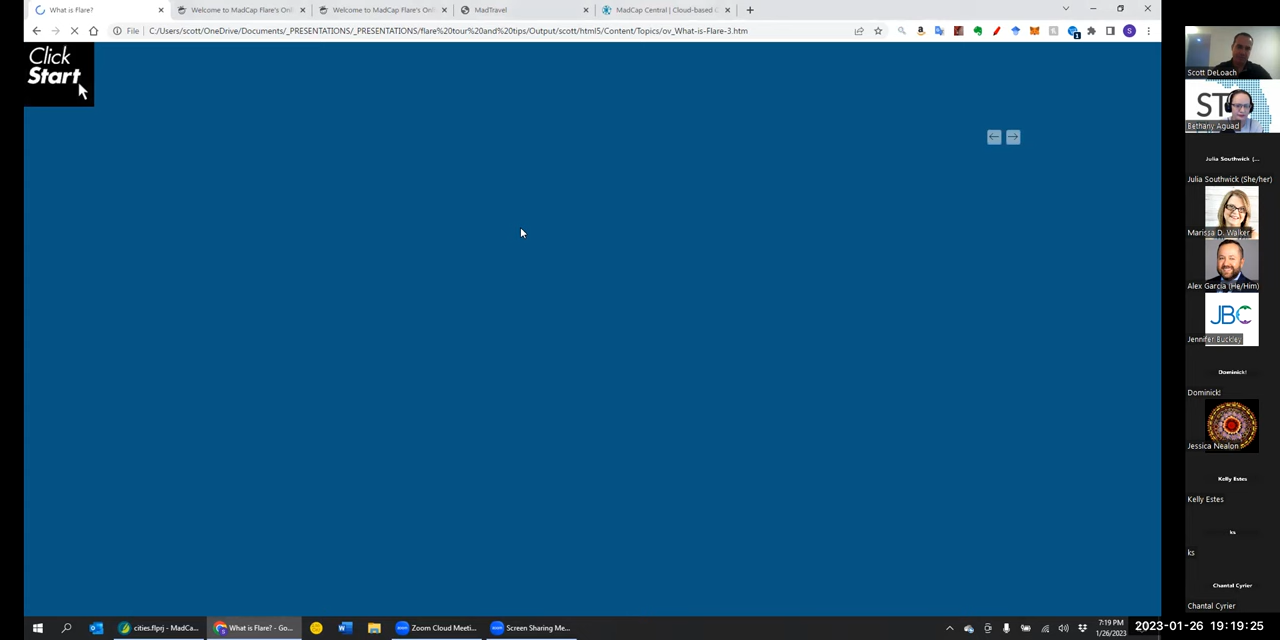 What is Flare?
Welcome to MadCap Flare's Onl
Welcome to MadCap Flare's Onl
MadTravel
MadCap Central | Cloud-based
File
C:/Users/scott/OneDrive/Documents/_PRESENTATIONS/_PRESENTATIONS/flare%20tour%20and%20tips/Output/scott/html5/Content/Topics/ov_What-is-Flare-3.htm
S
Click
Start
Scott DeLoach
ST
Bethany Aguad
Julia Southwick (...
Julia Southwick (She/her)
Marissa D. Walker
Alex Garcia (He/Him)
JBC
Jennifer Buckley
Dominick!
Dominick!
Jessica Nealon
Kelly Estes
Kelly Estes
ks
ks
Chantal Cyrier
Chantal Cyrier
cities.flprj - MadCa...
What is Flare? - Go...
Zoom Cloud Meeti...
Screen Sharing Me...
7:19 PM
1/26/2023
2023-01-26 19:19:25